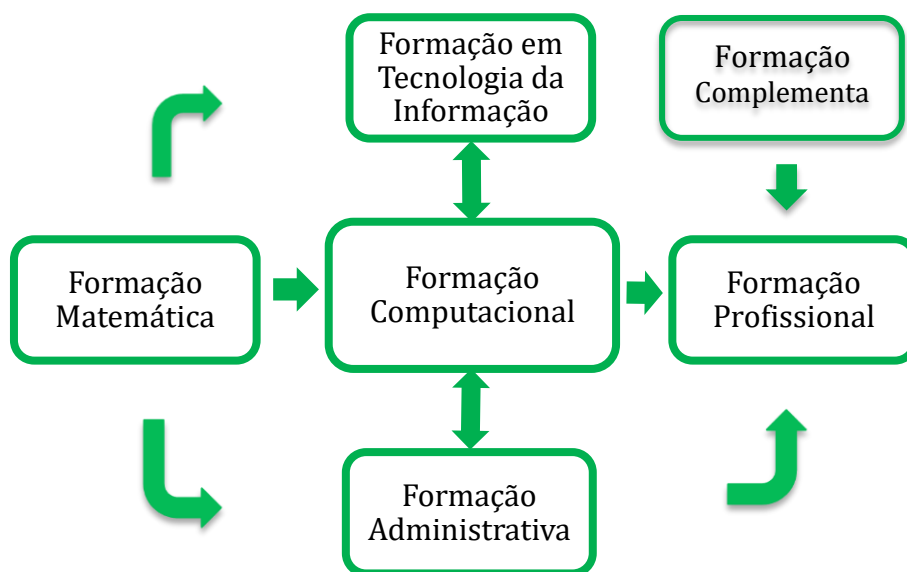 Formação em
Tecnologia da
Informação
Formação
Complementa
Formação
Matemática
Formação
Computacional
Formação
Profissional
Formação
Administrativa